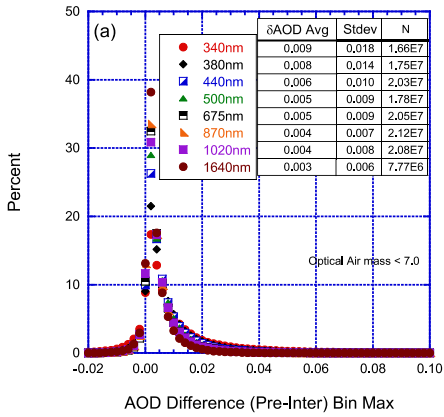 (a)
δAOD Avg Stdev N
340nm 0.009 0.018 1.66E7
380nm 0.008 0.014 1.75E7
440nm 0.006 0.010 2.03E7
500nm 0.005 0.009 1.78E7
675nm 0.005 0.009 2.05E7
870nm 0.004 0.007 2.12E7
1020nm 0.004 0.008 2.08E7
1640nm 0.003 0.006 7.77E6
Optical Air mass < 7.0
Percent
50
40
30
20
10
0
-0.02 0.00 0.02 0.04 0.06 0.08 0.10
AOD Difference (Pre-Inter) Bin Max